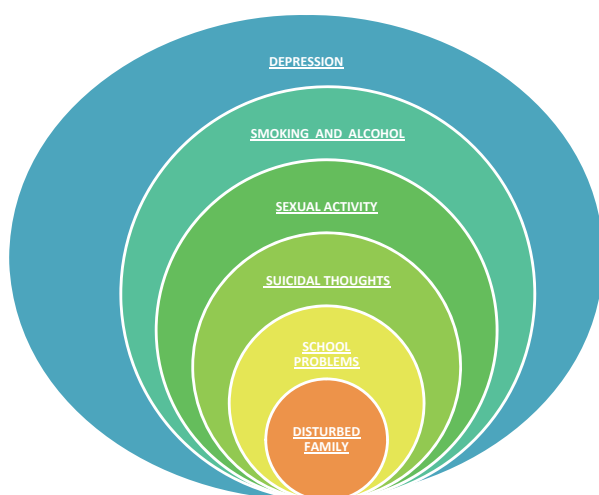 DEPRESSION
SMOKING AND ALCOHOL
SEXUAL ACTIVITY
SUICIDAL THOUGHTS
SCHOOL
PROBLEMS
DISTURBED
FAMILY